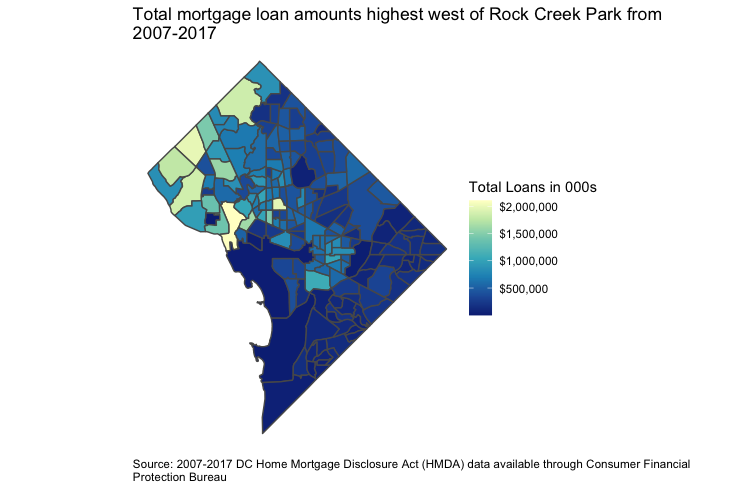 Total mortgage loan amounts highest west of Rock Creek Park from
2007-2017
Total Loans in 000s
$2,000,000
$1,500,000
$1,000,000
$500,000
Source: 2007-2017 DC Home Mortgage Disclosure Act (HMDA) data available through Consumer Financial
Protection Bureau